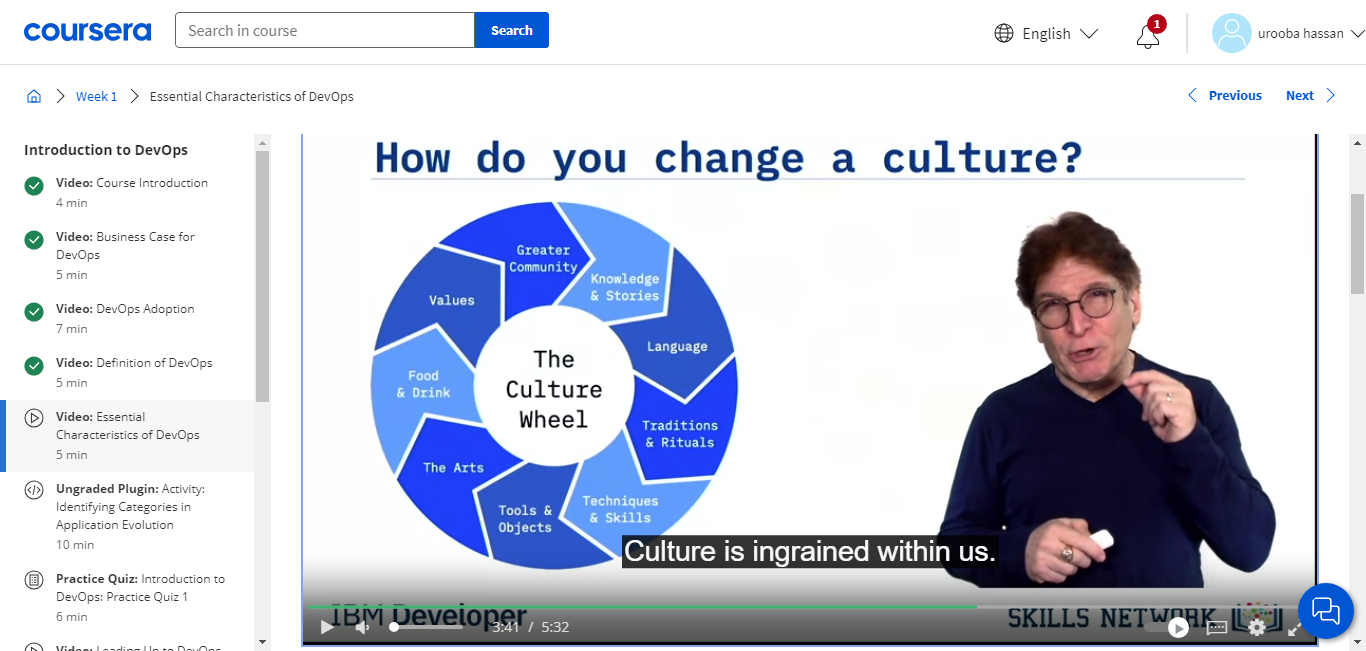 coursera
Search in course
Search
English
1
urooba hassan
Week 1
Essential Characteristics of DevOps
Previous
Next
Introduction to DevOps
Video: Course Introduction
4 min
Video: Business Case for
DevOps
5 min
Video: DevOps Adoption
7 min
Video: Definition of DevOps
5 min
Video: Essential
Characteristics of DevOps
5 min
Ungraded Plugin: Activity:
Identifying Categories in
Application Evolution
10 min
Practice Quiz: Introduction to
DevOps: Practice Quiz 1
6 min
Video: Leading Up to DevOps
How do you change a culture?
The
Culture
Wheel
Greater
Community
Knowledge
& Stories
Language
Traditions
& Rituals
Techniques
& Skills
Tools &
Objects
The Arts
Food
& Drink
Values
Culture is ingrained within us.
IBM Developer
SKILLS NETWORK
3:41 / 5:32